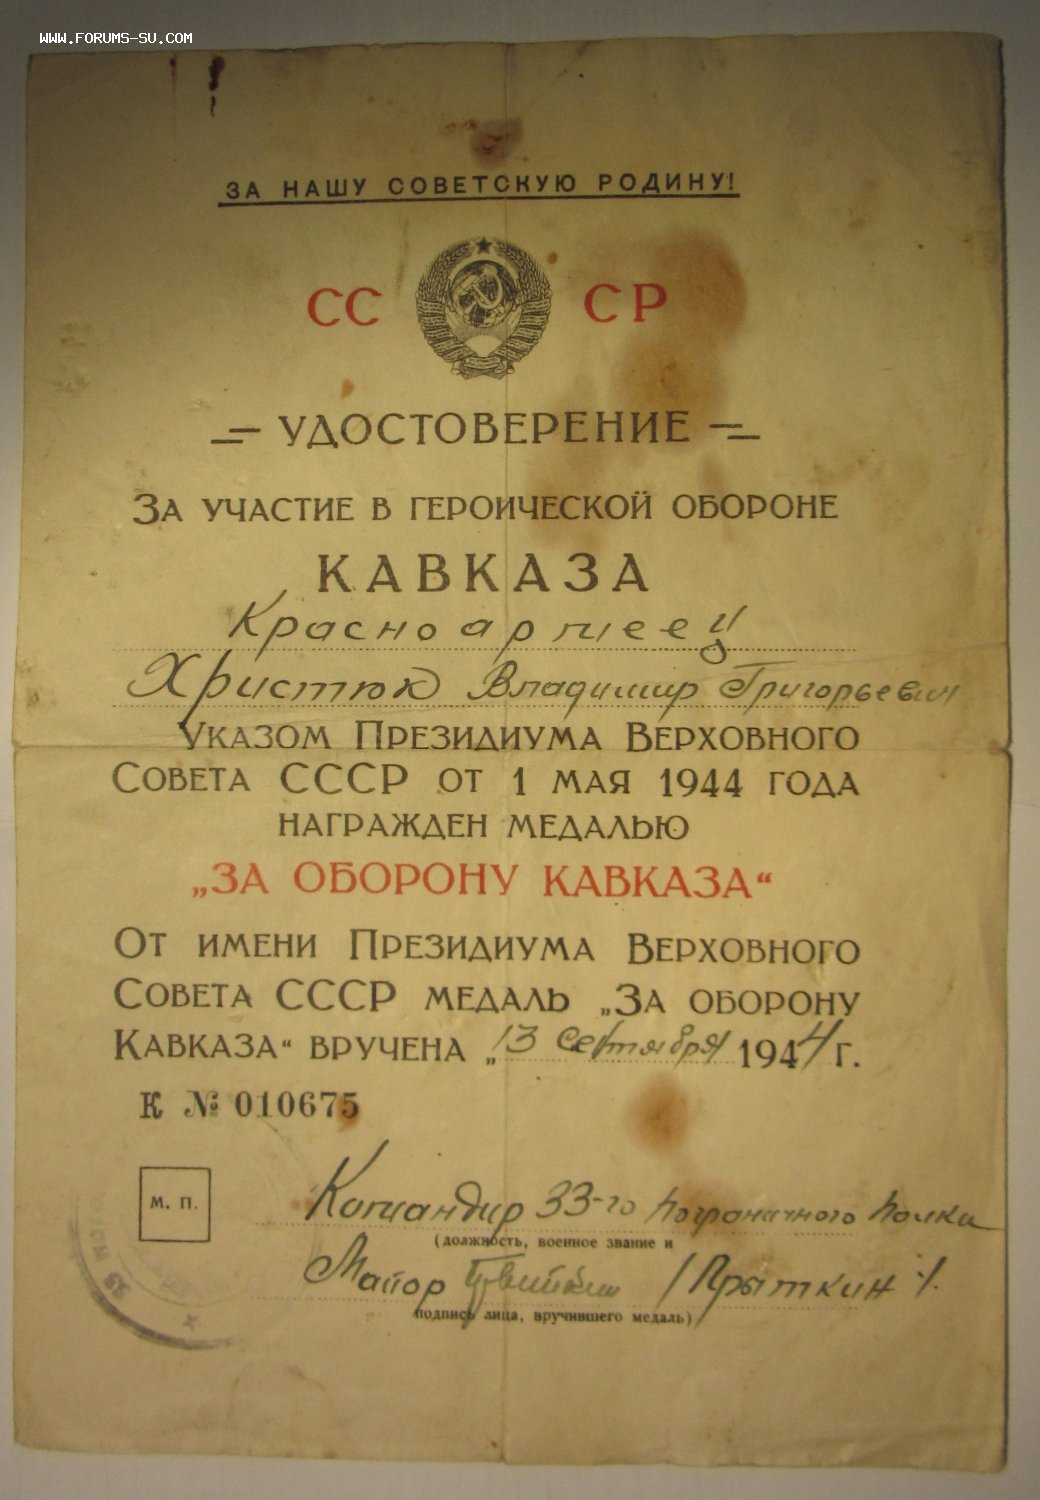 WWW.FORUMS-SU.COM
ЗА НАШУ СОВЕТСКУЮ РОДИНУ!
СС СР
УДОСТОВЕРЕНИЕ
ЗА УЧАСТИЕ В ГЕРОИЧЕСКОЙ ОБОРОНЕ
КАВКАЗА
Красноармеец
Христюк Владимир Григорьевич
УКАЗОМ ПРЕЗИДИУМА ВЕРХОВНОГО
СОВЕТА СССР ОТ 1 МАЯ 1944 ГОДА
НАГРАЖДЕН МЕДАЛЬЮ
„ЗА ОБОРОНУ КАВКАЗА“
ОТ ИМЕНИ ПРЕЗИДИУМА ВЕРХОВНОГО
СОВЕТА СССР МЕДАЛЬ „ЗА ОБОРОНУ
КАВКАЗА“ ВРУЧЕНА „13 Сентября 1944 Г.
К № 010675
М. П.
Командир 33-го пограничного полка
(должность, военное звание и
Майор /Прыткин/.
подпись лица, вручившего медаль)